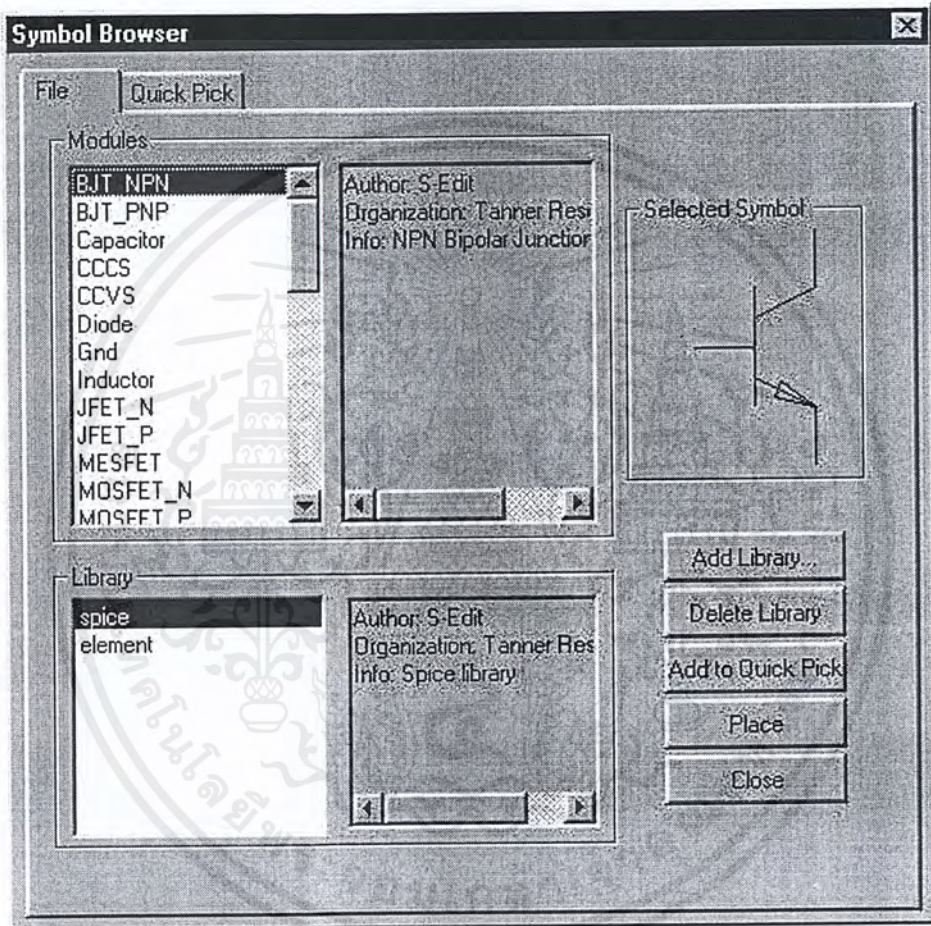 Symbol Browser
File
Quick Pick
Modules
BJT_NPN
BJT_PNP
Capacitor
CCCS
CCVS
Diode
Gnd
Inductor
JFET_N
JFET_P
MESFET
MOSFET_N
MOSFET_P
Author: S-Edit
Organization: Tanner Res
Info: NPN Bipolar Junction
Selected Symbol
Library
spice
element
Author: S-Edit
Organization: Tanner Res
Info: Spice library
Add Library...
Delete Library
Add to Quick Pick
Place
Close